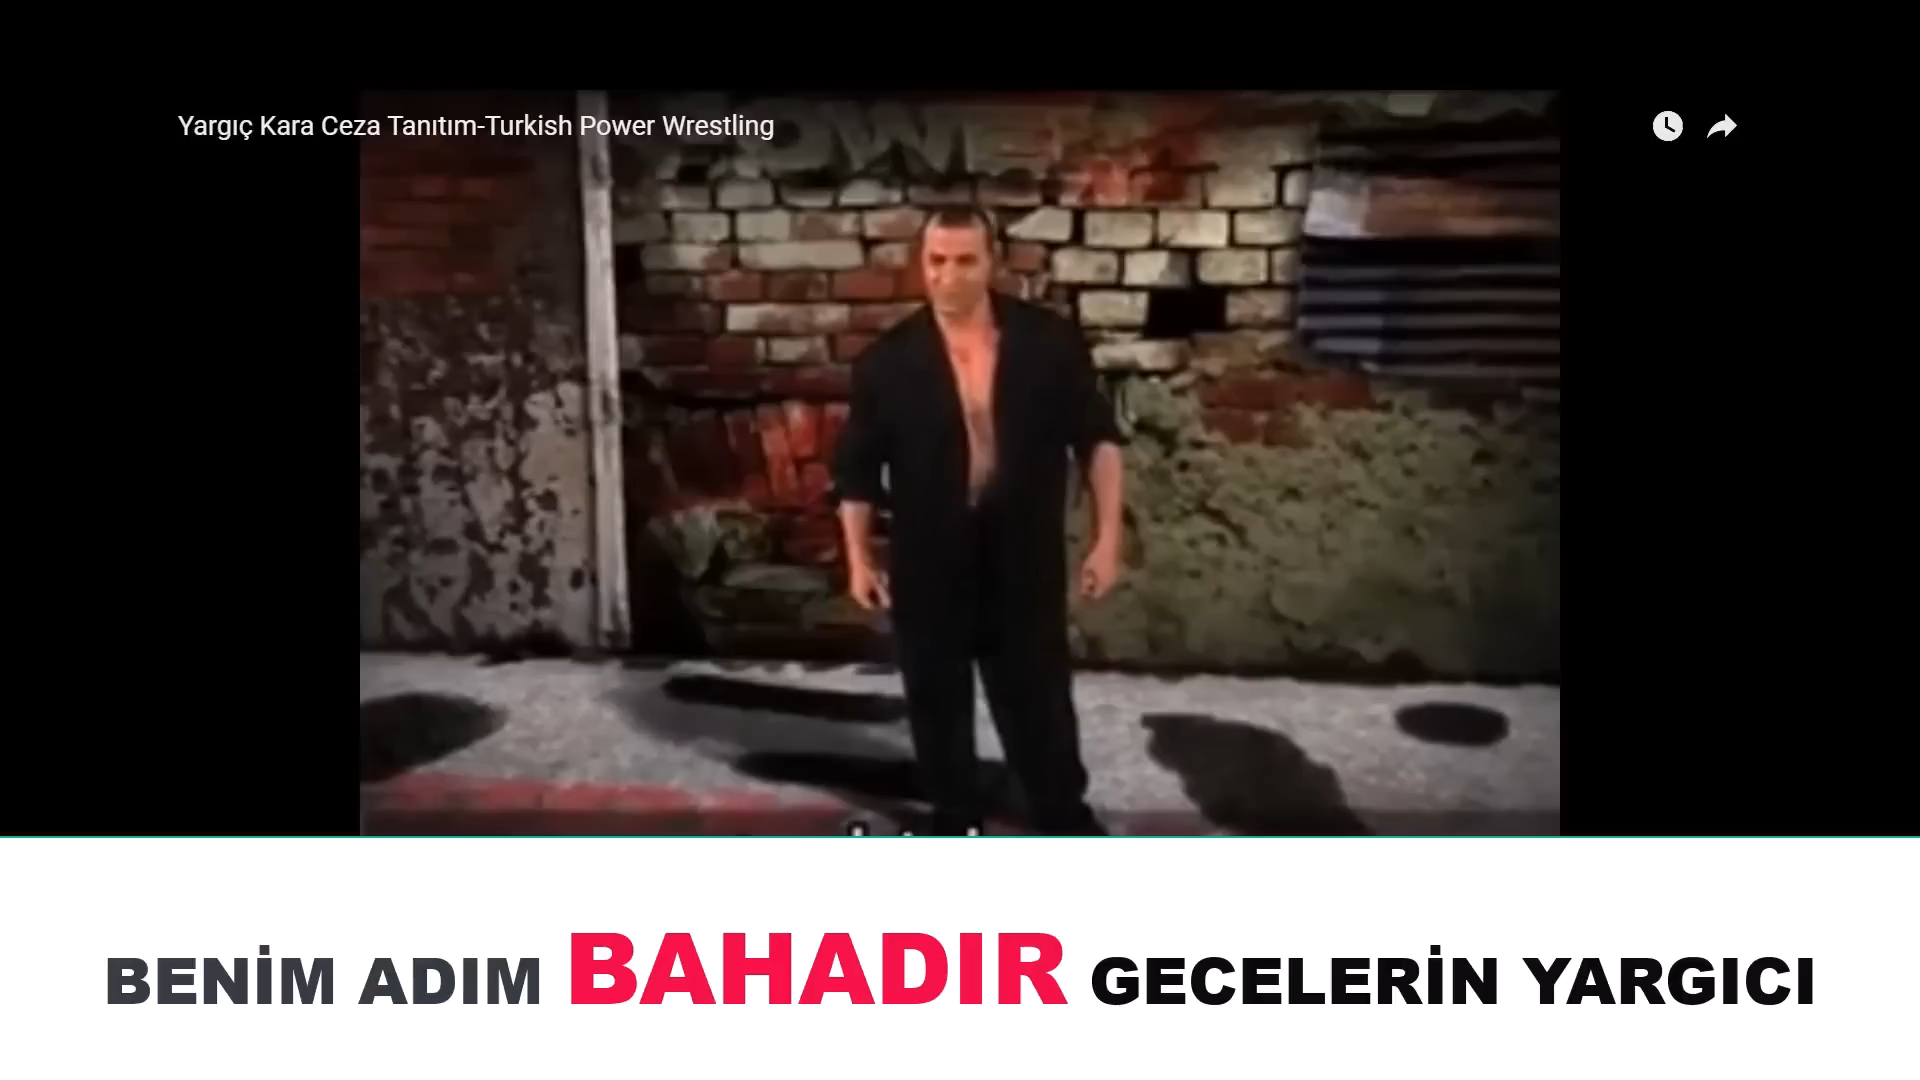 Yargıç Kara Ceza Tanıtım-Turkish Power Wrestling
BENİM ADIM BAHADIR GECELERİN YARGICI